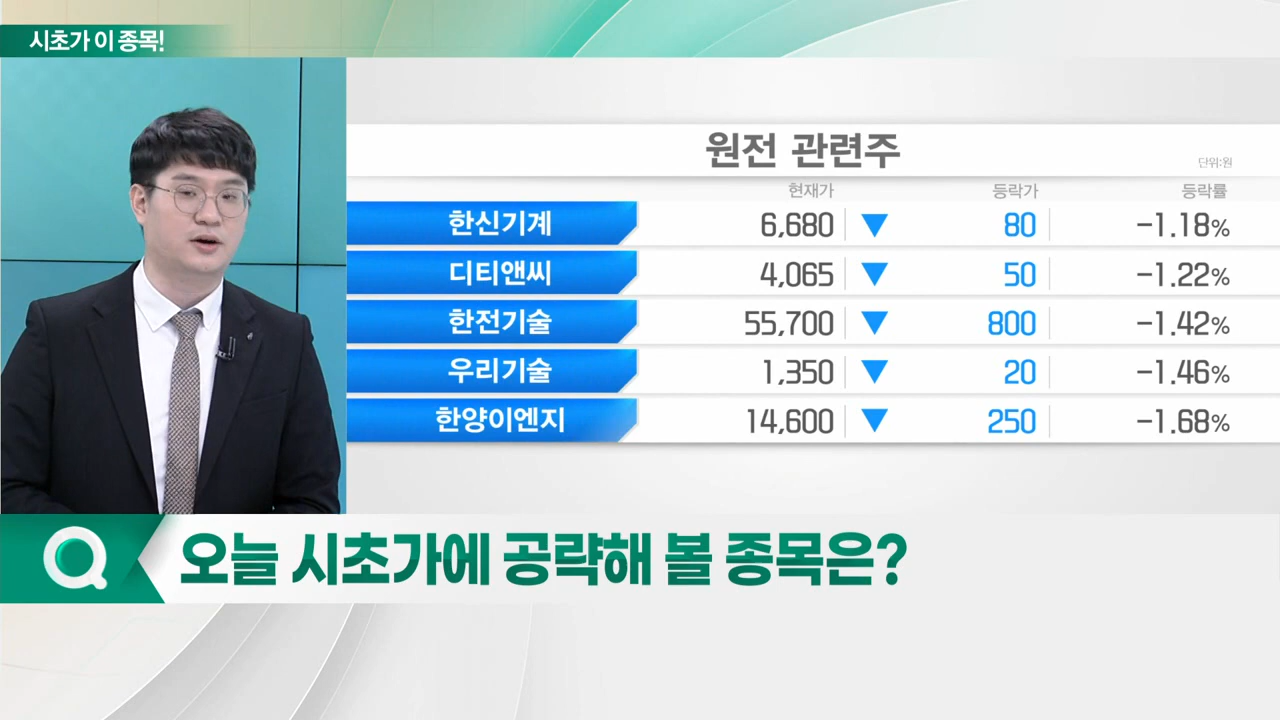 시초가 이 종목!
원전 관련주
단위:원
현재가 등락가 등락률
한신기계 6,680 ▼ 80 -1.18%
디티앤씨 4,065 ▼ 50 -1.22%
한전기술 55,700 ▼ 800 -1.42%
우리기술 1,350 ▼ 20 -1.46%
한양이엔지 14,600 ▼ 250 -1.68%
Q 오늘 시초가에 공략해 볼 종목은?